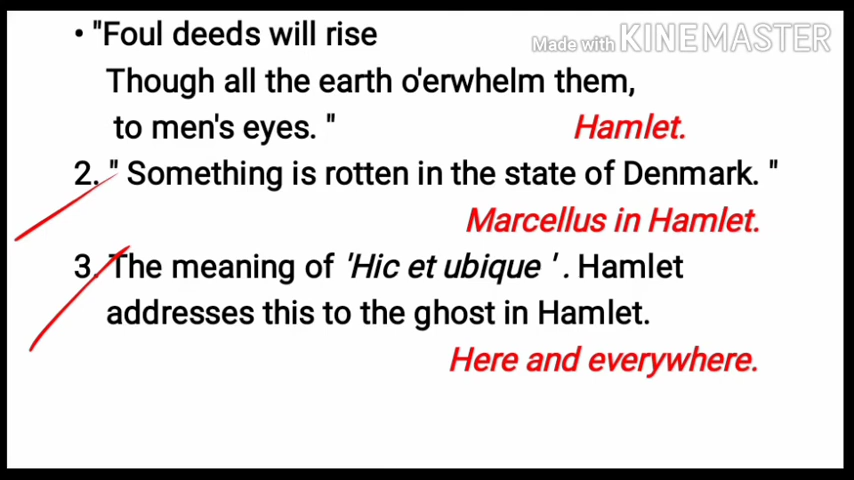 • "Foul deeds will rise
Made with KINEMASTER
Though all the earth o'erwhelm them,
to men's eyes. " Hamlet.
2. " Something is rotten in the state of Denmark. "
Marcellus in Hamlet.
3. The meaning of 'Hic et ubique ' . Hamlet
addresses this to the ghost in Hamlet.
Here and everywhere.